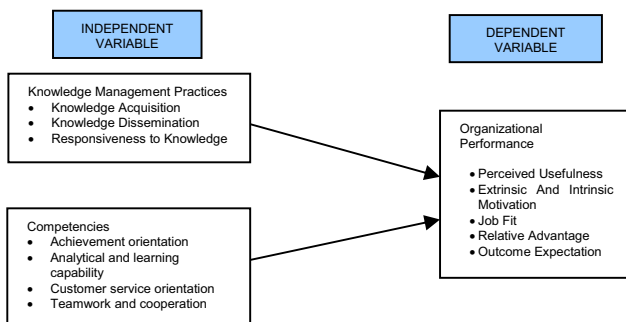 INDEPENDENT
VARIABLE
DEPENDENT
VARIABLE
Knowledge Management Practices
• Knowledge Acquisition
• Knowledge Dissemination
• Responsiveness to Knowledge
Organizational
Performance
• Perceived Usefulness
• Extrinsic And Intrinsic
Motivation
• Job Fit
• Relative Advantage
• Outcome Expectation
Competencies
• Achievement orientation
• Analytical and learning
capability
• Customer service orientation
• Teamwork and cooperation